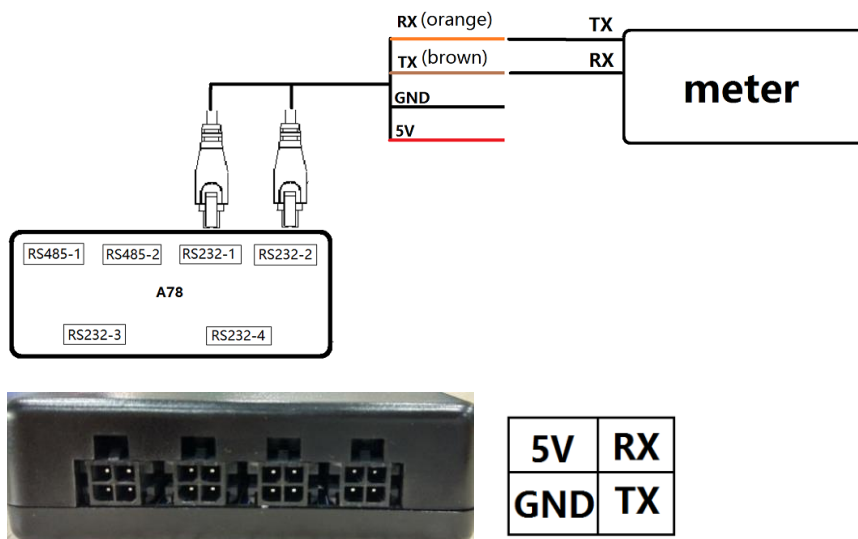 RX (orange)
TX
TX (brown)
RX
meter
GND
5V
RS485-1
RS485-2
RS232-1
RS232-2
A78
RS232-3
RS232-4
5V
RX
GND
TX